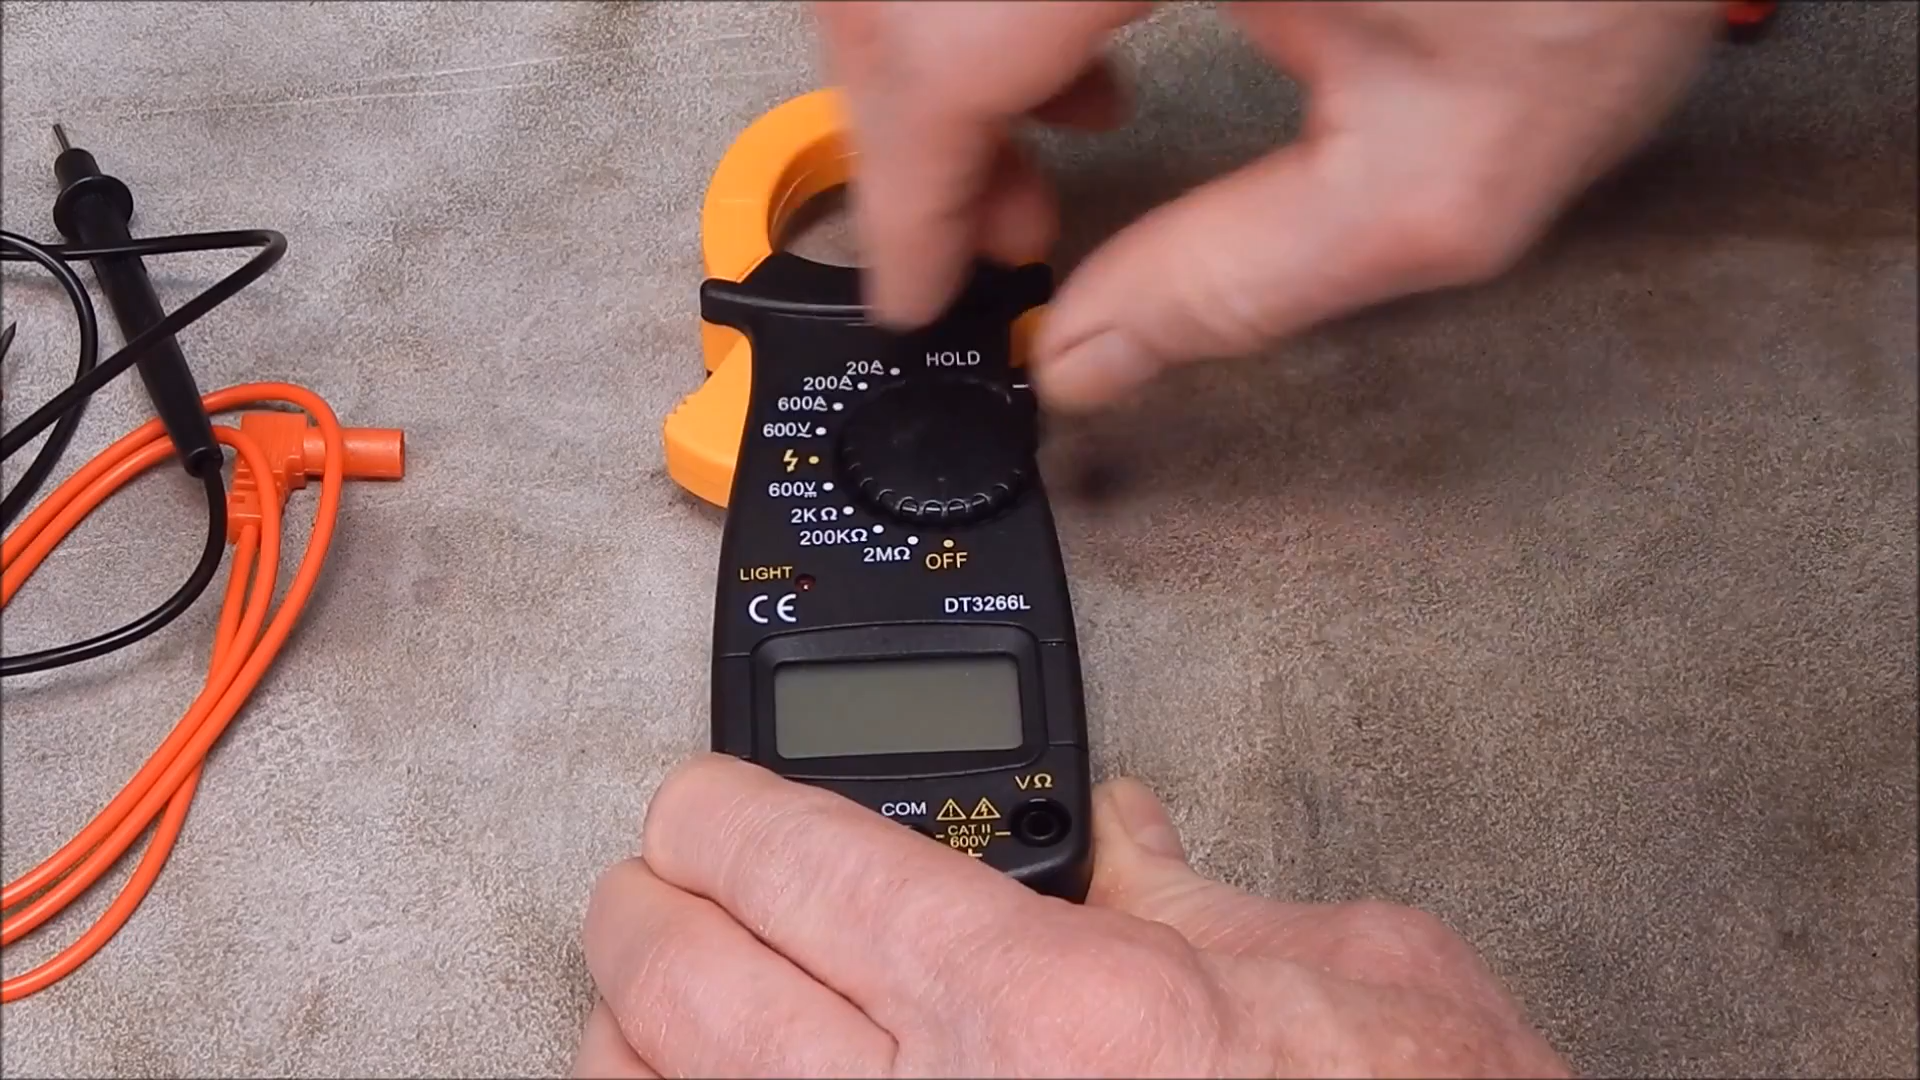 HOLD
20A
200A
600A
600V
600V
2KΩ
200KΩ
2MΩ
OFF
LIGHT
CE
DT3266L
VΩ
COM
CAT II
600V